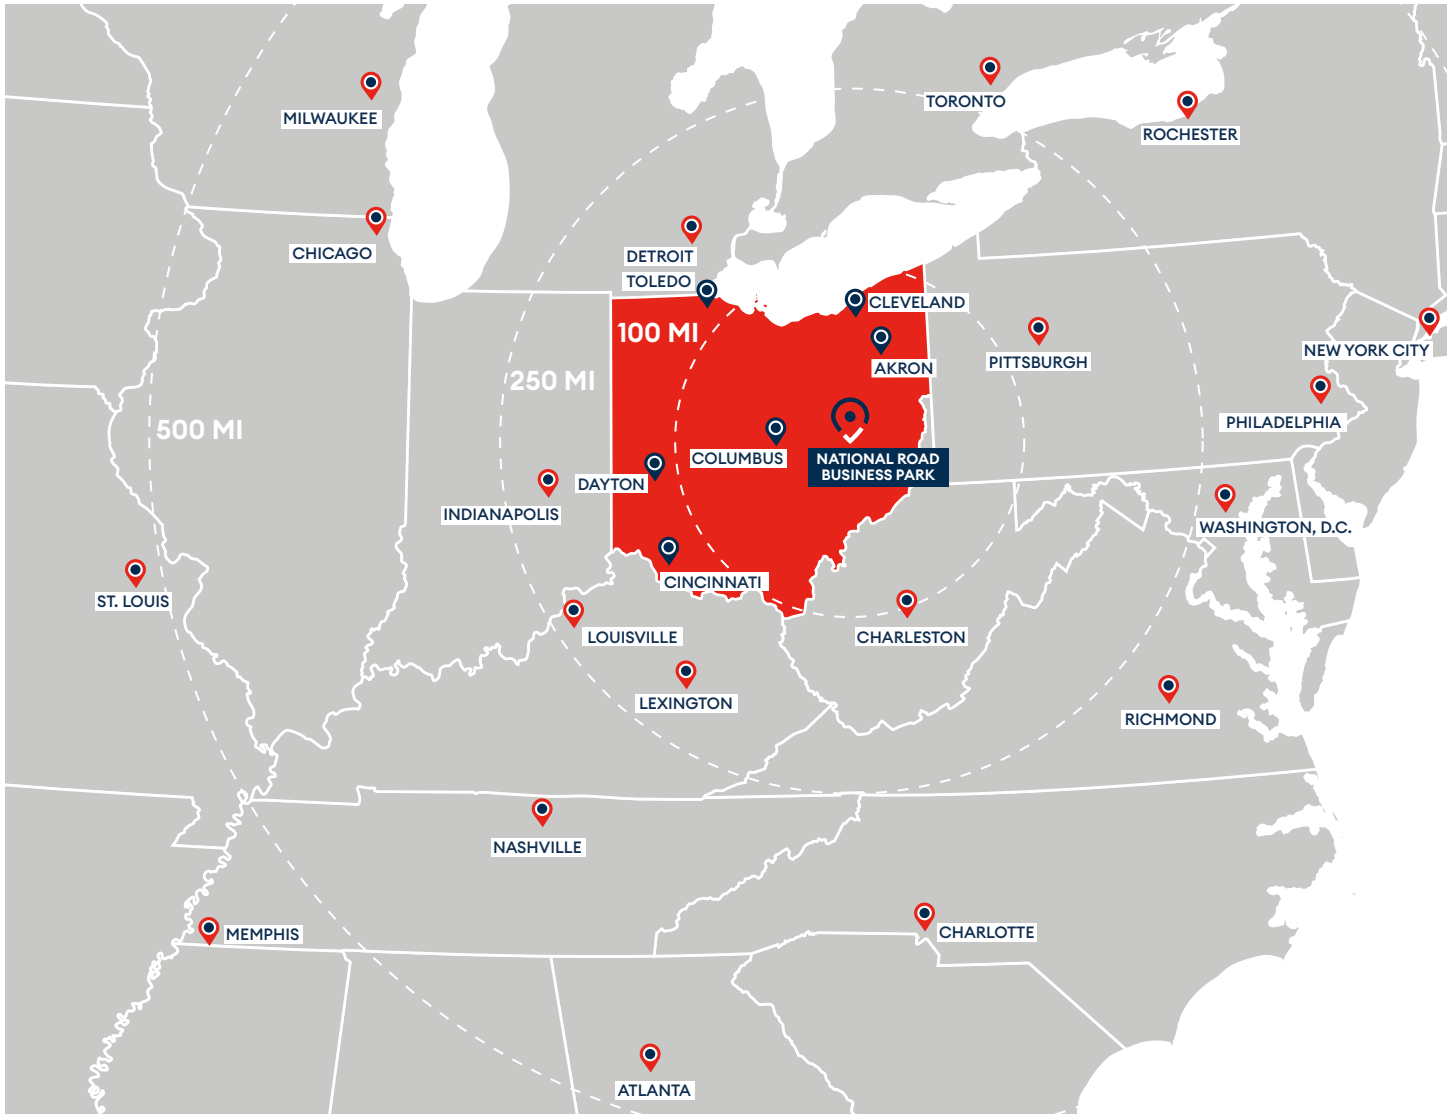 TORONTO
MILWAUKEE
ROCHESTER
CHICAGO
DETROIT
TOLEDO
CLEVELAND
100 MI
NEW YORK CITY
PITTSBURGH
AKRON
250 MI
PHILADELPHIA
500 MI
COLUMBUS
NATIONAL ROAD
BUSINESS PARK
DAYTON
INDIANAPOLIS
WASHINGTON, D.C.
CINCINNATI
ST. LOUIS
LOUISVILLE
CHARLESTON
LEXINGTON
RICHMOND
NASHVILLE
MEMPHIS
CHARLOTTE
ATLANTA